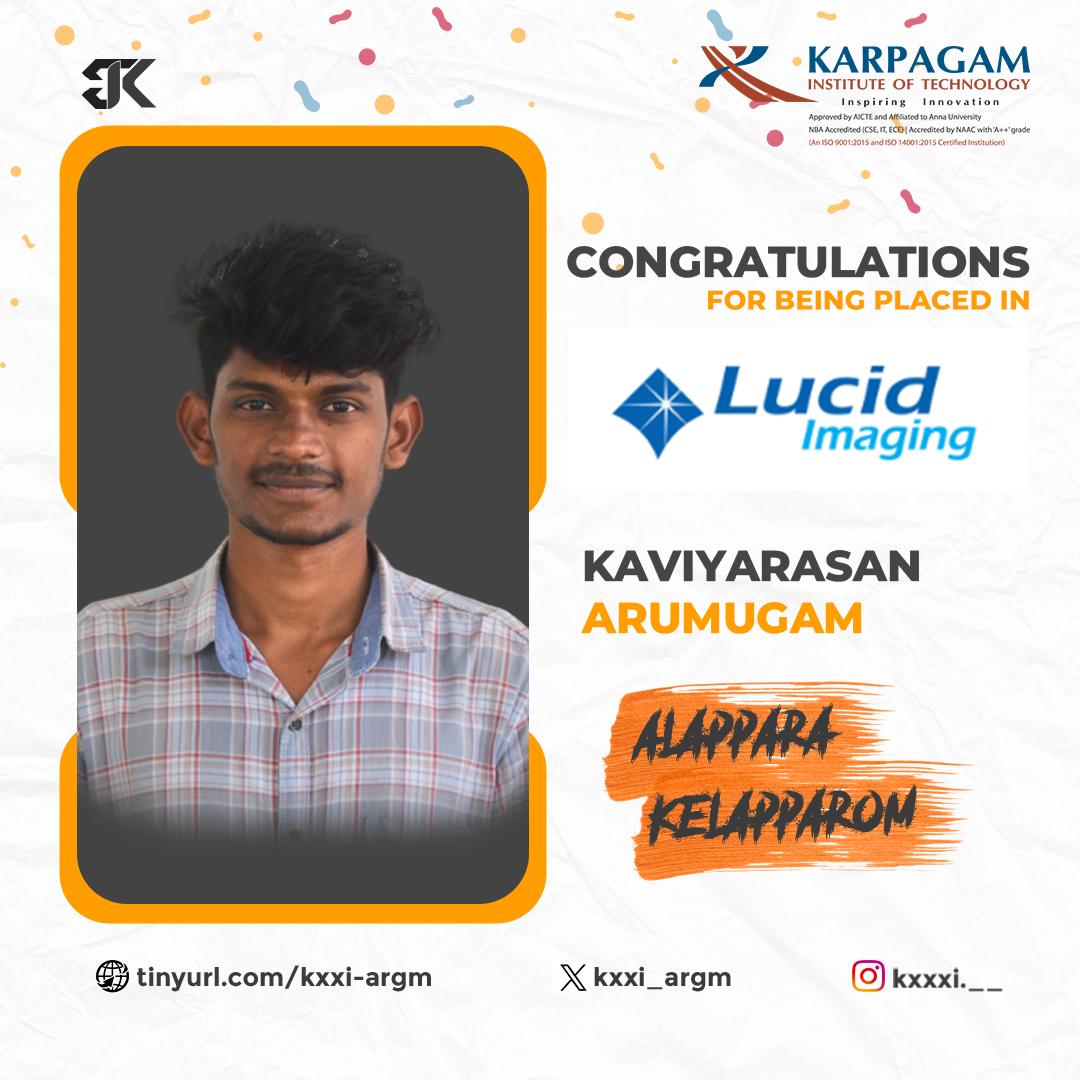 JK
KARPAGAM
INSTITUTE OF TECHNOLOGY
Inspiring Innovation
Approved by AICTE and Affiliated to Anna University
NBA Accredited (CSE, IT, ECE) | Accredited by NAAC with 'A++' grade
(An ISO 9001:2015 and ISO 14001:2015 Certified Institution)
CONGRATULATIONS
FOR BEING PLACED IN
Lucid
Imaging
KAVIYARASAN
ARUMUGAM
ALAPPARA
KELAPPAROM
tinyurl.com/kxxi-argm
kxxi_argm
kxxxi.__